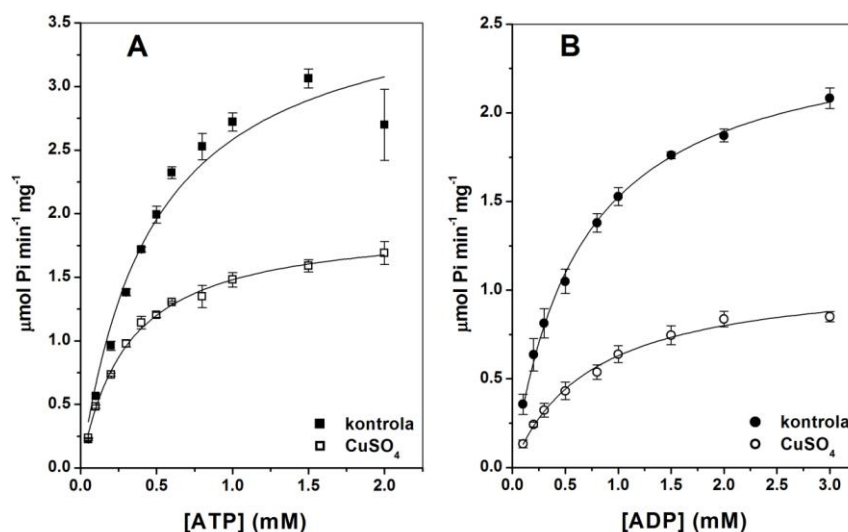 A
3.5
3.0
2.5
2.0
1.5
1.0
0.5
0.0
μmol Pi min⁻¹ mg⁻¹
kontrola
CuSO₄
0.0 0.5 1.0 1.5 2.0
[ATP] (mM)
B
2.5
2.0
1.5
1.0
0.5
0.0
μmol Pi min⁻¹ mg⁻¹
kontrola
CuSO₄
0.0 0.5 1.0 1.5 2.0 2.5 3.0
[ADP] (mM)